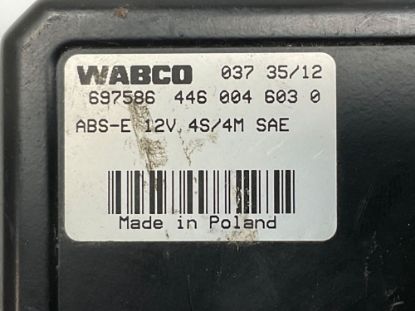 WABCO 037 35/12
697586 446 004 603 0
ABS-E 12V 4S/4M SAE
Made in Poland